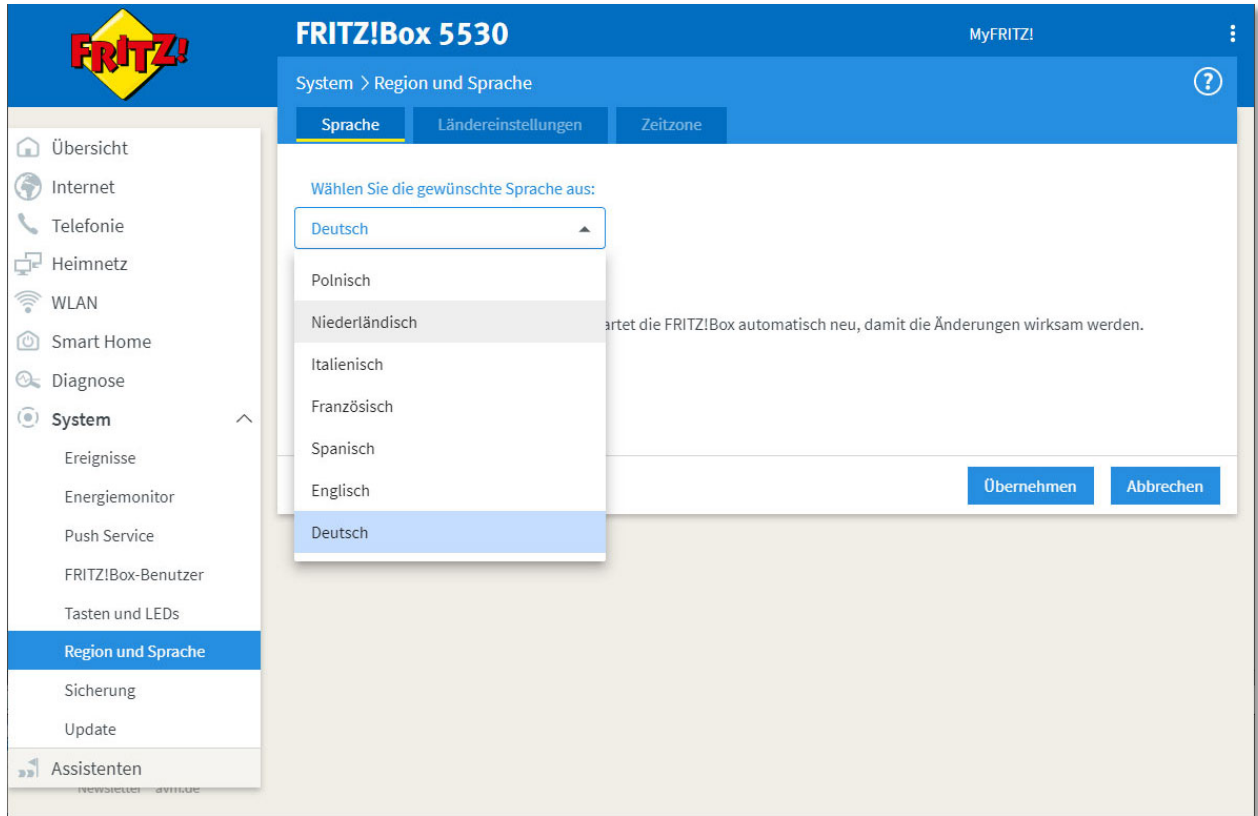 FRITZ!
FRITZ!Box 5530
MyFRITZ!
System > Region und Sprache
?
Sprache
Ländereinstellungen
Zeitzone
Übersicht
Internet
Telefonie
Heimnetz
WLAN
Smart Home
Diagnose
System
Ereignisse
Energiemonitor
Push Service
FRITZ!Box-Benutzer
Tasten und LEDs
Region und Sprache
Sicherung
Update
Assistenten
Newsletter avm.de
Wählen Sie die gewünschte Sprache aus:
Deutsch
Polnisch
Niederländisch
Italienisch
Französisch
Spanisch
Englisch
Deutsch
die FRITZ!Box automatisch neu, damit die Änderungen wirksam werden.
Übernehmen
Abbrechen